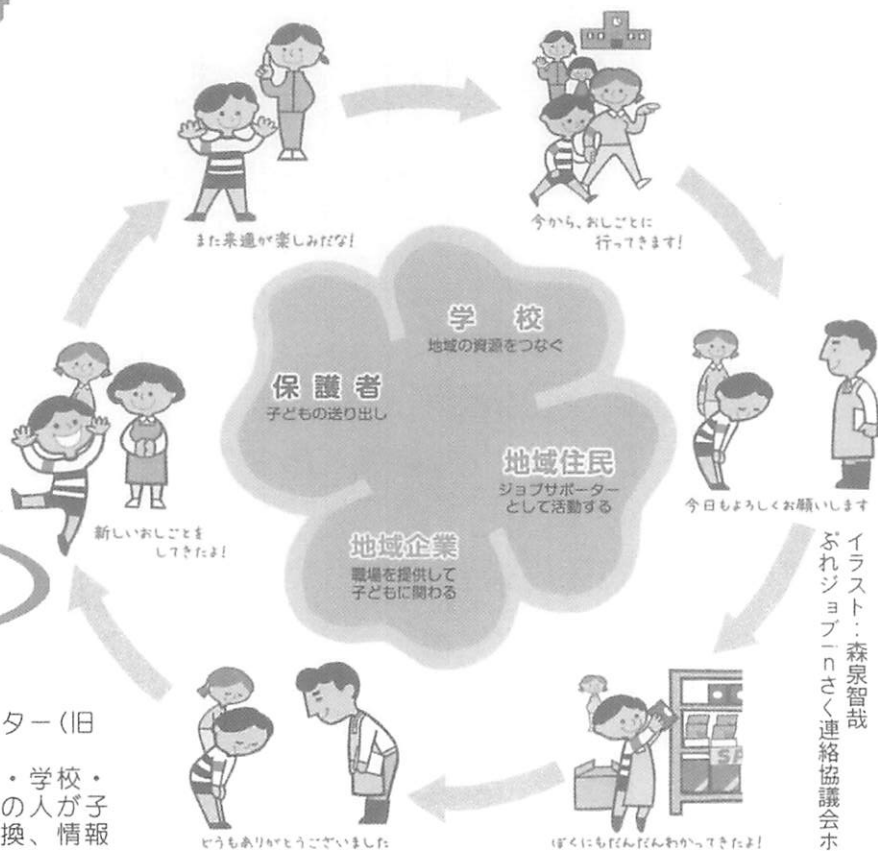 また来週が楽しみだな!
今から、おしごとに
行ってきます!
学　校
地域の資源をつなぐ
保 護 者
子どもの送り出し
地域住民
ジョブサポーター
として活動する
地域企業
職場を提供して
子どもに関わる
今日もよろしくお願いします
新しいおしごとを
してきたよ!
SP
どうもありがとうございました
ぼくにもだんだんわかってきたよ!
イラスト：森泉智哉
ぷれジョブinさく連絡協議会ホ
ター(旧
・学校・
の人が子
換、情報